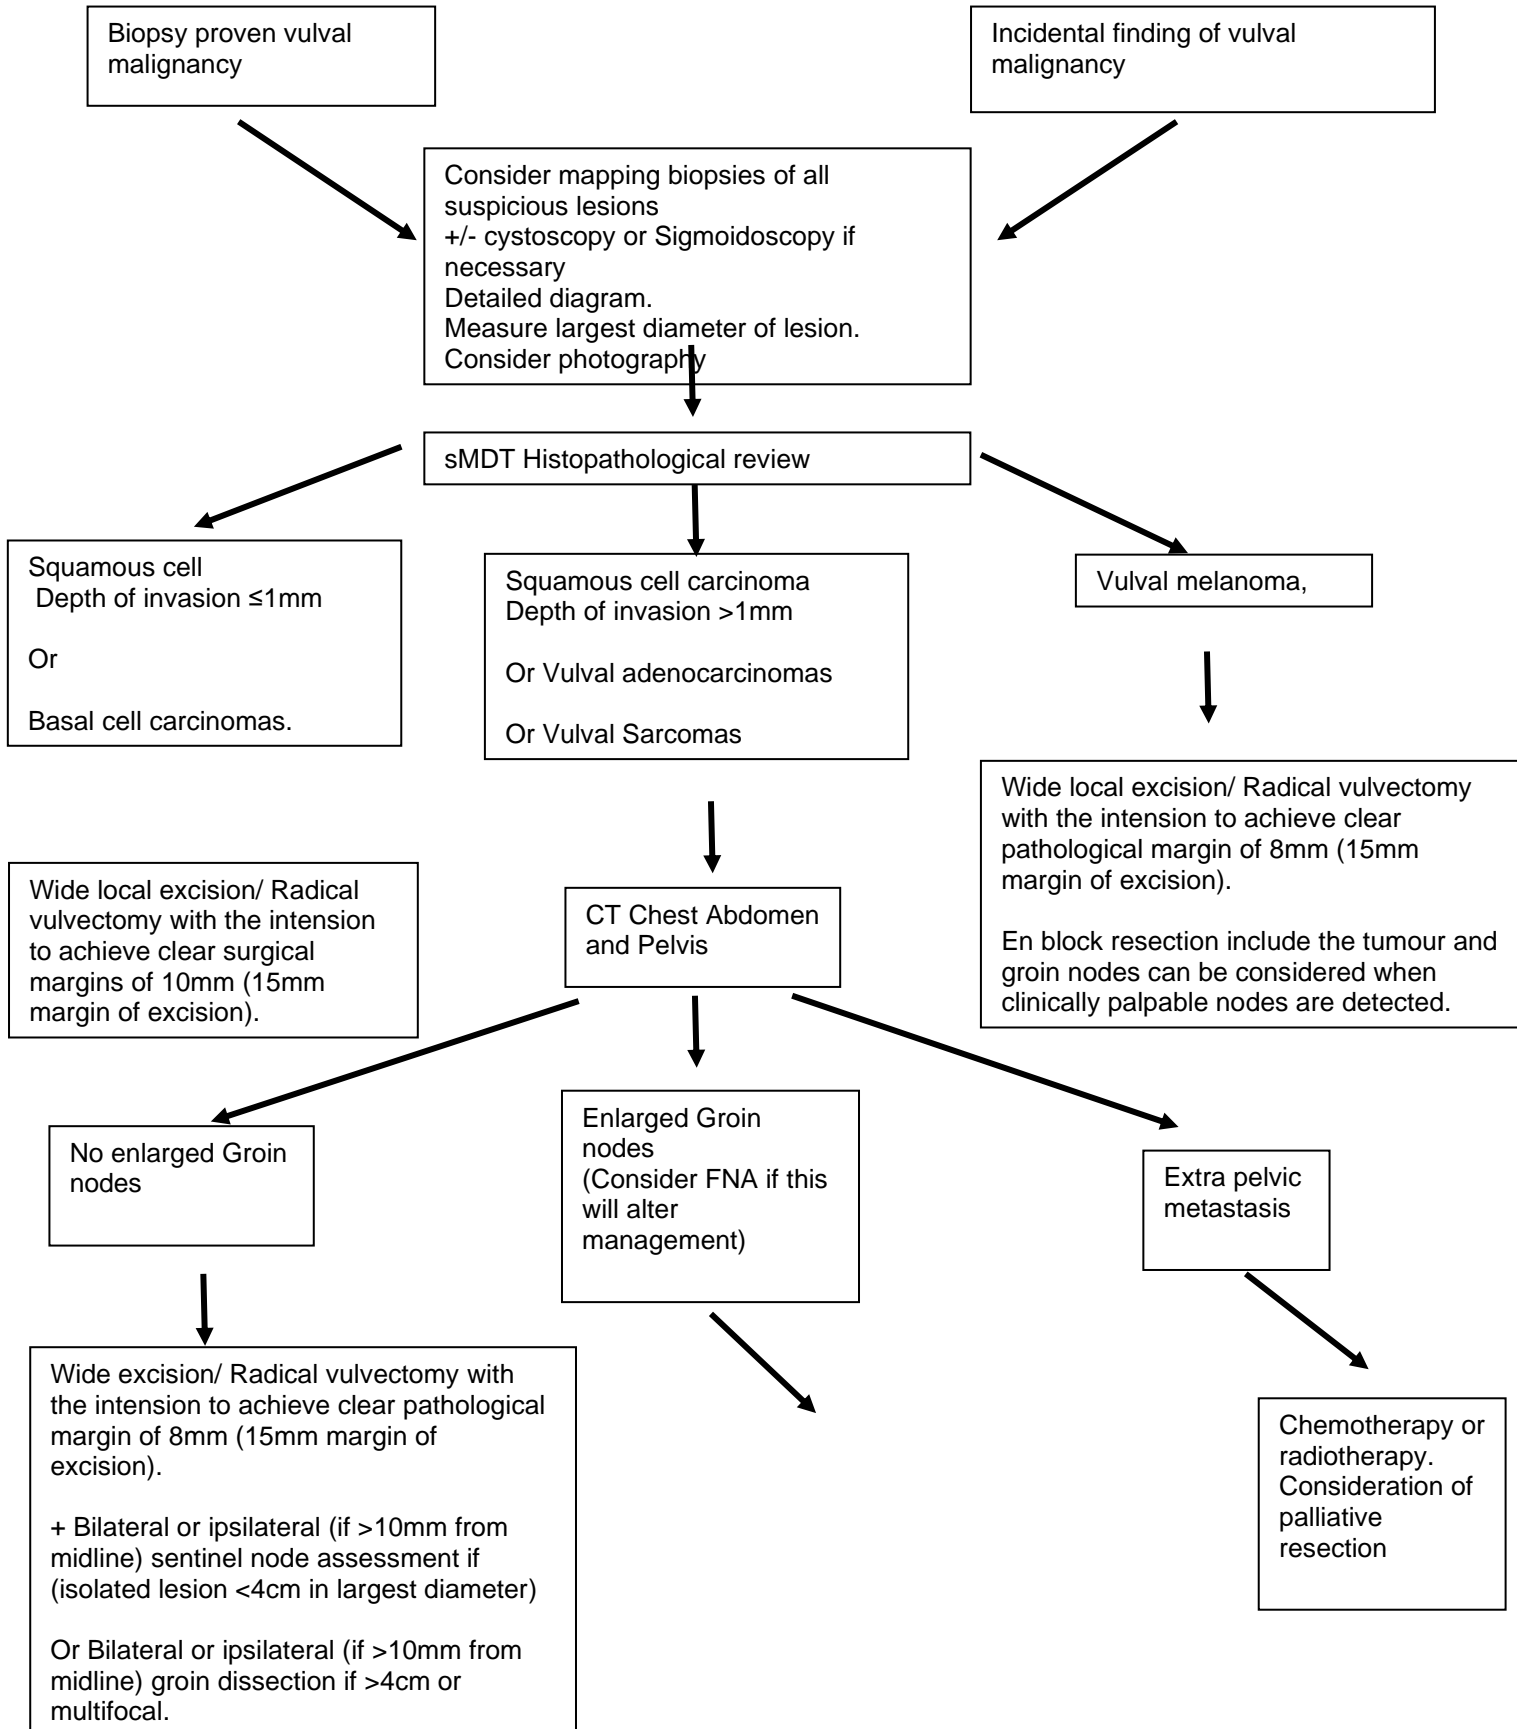 Biopsy proven vulval
malignancy
Incidental finding of vulval
malignancy
Consider mapping biopsies of all
suspicious lesions
+/- cystoscopy or Sigmoidoscopy if
necessary
Detailed diagram.
Measure largest diameter of lesion.
Consider photography
sMDT Histopathological review
Squamous cell
Depth of invasion ≤1mm
Or
Basal cell carcinomas.
Squamous cell carcinoma
Depth of invasion >1mm
Or Vulval adenocarcinomas
Or Vulval Sarcomas
Vulval melanoma,
Wide local excision/ Radical vulvectomy
with the intension to achieve clear
pathological margin of 8mm (15mm
margin of excision).
En block resection include the tumour and
groin nodes can be considered when
clinically palpable nodes are detected.
Wide local excision/ Radical
vulvectomy with the intension
to achieve clear surgical
margins of 10mm (15mm
margin of excision).
CT Chest Abdomen
and Pelvis
No enlarged Groin
nodes
Enlarged Groin
nodes
(Consider FNA if this
will alter
management)
Extra pelvic
metastasis
Wide excision/ Radical vulvectomy with
the intension to achieve clear pathological
margin of 8mm (15mm margin of
excision).
+ Bilateral or ipsilateral (if >10mm from
midline) sentinel node assessment if
(isolated lesion <4cm in largest diameter)
Or Bilateral or ipsilateral (if >10mm from
midline) groin dissection if >4cm or
multifocal.
Chemotherapy or
radiotherapy.
Consideration of
palliative
resection